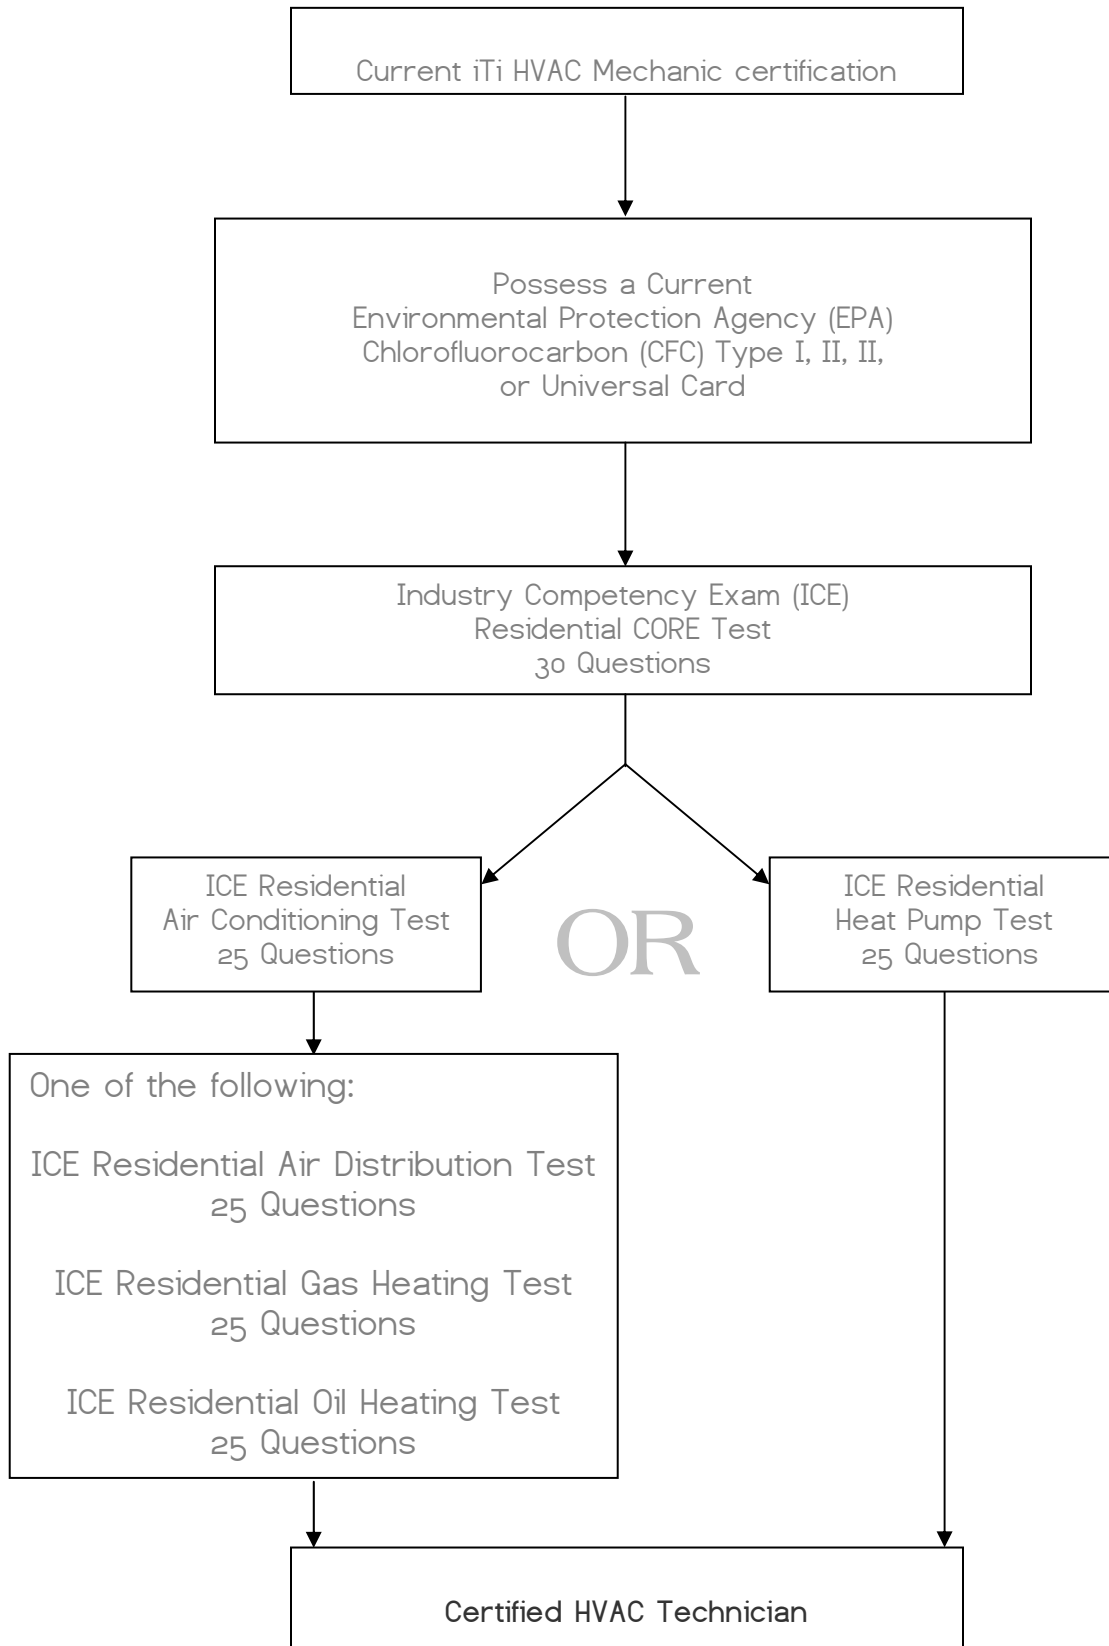 Current iTi HVAC Mechanic certification
Possess a Current
Environmental Protection Agency (EPA)
Chlorofluorocarbon (CFC) Type I, II, II,
or Universal Card
Industry Competency Exam (ICE)
Residential CORE Test
30 Questions
ICE Residential
Air Conditioning Test
25 Questions
OR
ICE Residential
Heat Pump Test
25 Questions
One of the following:
ICE Residential Air Distribution Test
25 Questions
ICE Residential Gas Heating Test
25 Questions
ICE Residential Oil Heating Test
25 Questions
Certified HVAC Technician